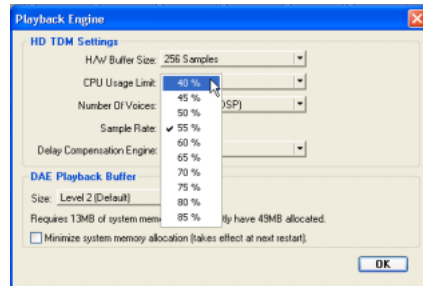 Playback Engine
HD TDM Settings
H/W Buffer Size: 256 Samples
CPU Usage Limit: 40 %
45 %
Number Of Voices: DSP)
50 %
Sample Rate: ✓ 55 %
60 %
Delay Compensation Engine:
65 %
70 %
DAE Playback Buffer
75 %
Size: Level 2 (Default)
80 %
Requires 13MB of system mem tly have 49MB allocated.
85 %
Minimize system memory allocation (takes effect at next restart).
OK